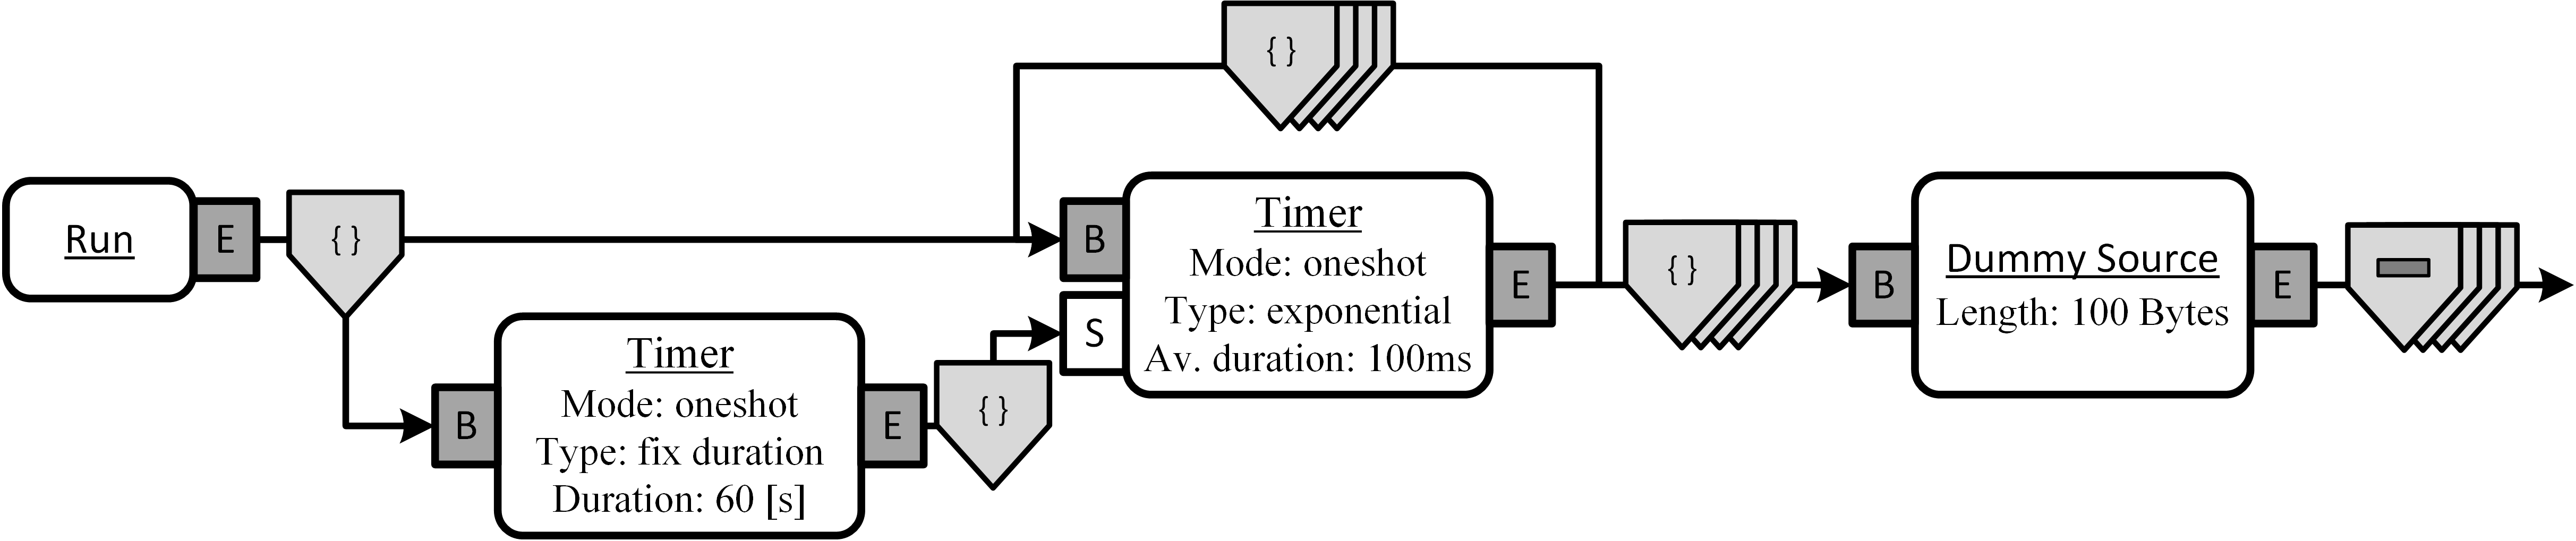 { }
Run
E
{ }
B
Timer
Mode: oneshot
Type: exponential
Av. duration: 100ms
S
E
{ }
B
Dummy Source
Length: 100 Bytes
E
B
Timer
Mode: oneshot
Type: fix duration
Duration: 60 [s]
E
{ }